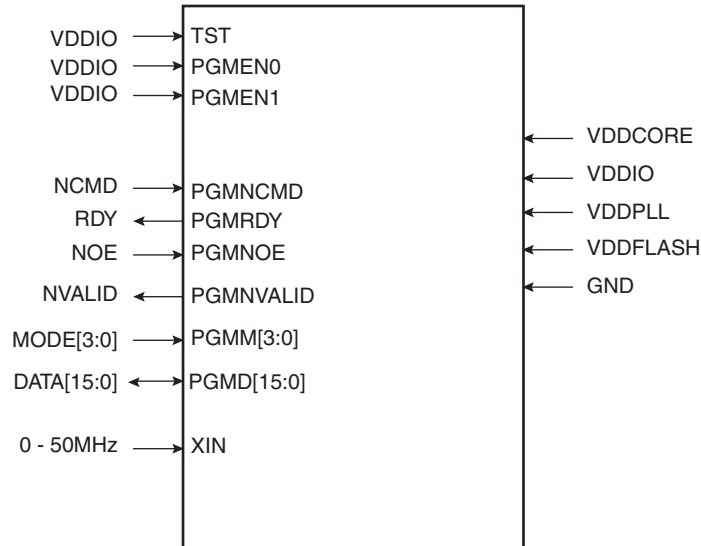 VDDIO TST
VDDIO PGMEN0
VDDIO PGMEN1
VDDCORE
VDDIO
NCMD PGMNCMD
RDY PGMRDY
VDDPLL
NOE PGMNOE
VDDFLASH
NVALID PGMNVALID
GND
MODE[3:0] PGMM[3:0]
DATA[15:0] PGMD[15:0]
0 - 50MHz XIN